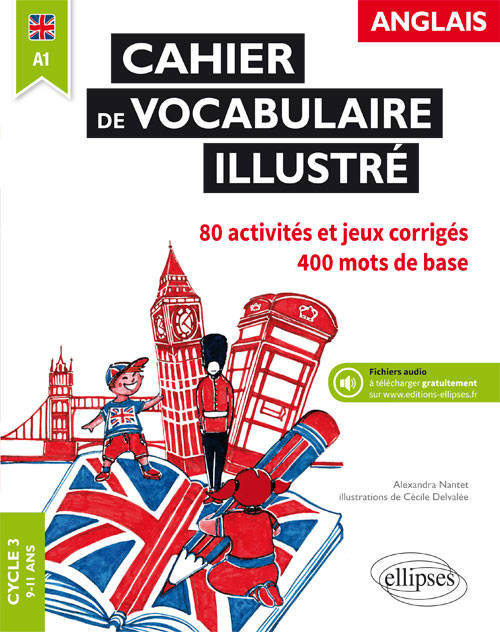 ANGLAIS
A1
CAHIER
DE VOCABULAIRE
ILLUSTRÉ
80 activités et jeux corrigés
400 mots de base
Fichiers audio
à télécharger gratuitement
sur www.editions-ellipses.fr
Alexandra Nantet
illustrations de Cécile Delvalée
CYCLE 3
9-11 ANS
ellipses